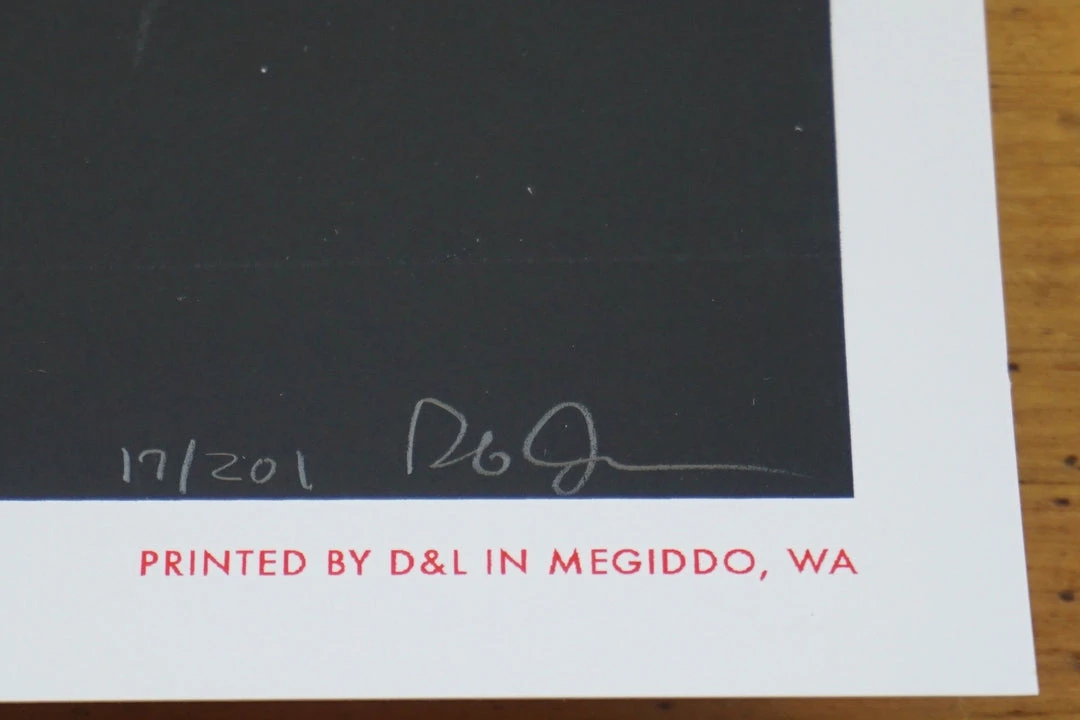 17/201
PRINTED BY D&L IN MEGIDDO, WA